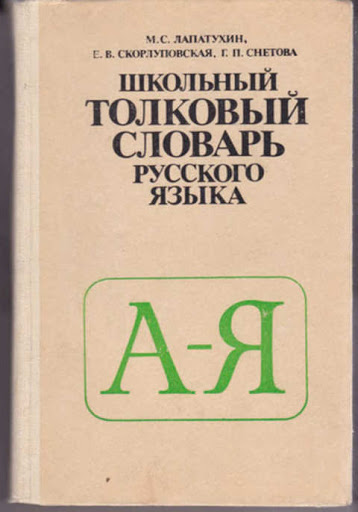 М.С. ЛАПАТУХИН,
Е. В. СКОРЛУПОВСКАЯ, Г. П. СНЕТОВА
ШКОЛЬНЫЙ
ТОЛКОВЫЙ
СЛОВАРЬ
РУССКОГО
ЯЗЫКА
А-Я